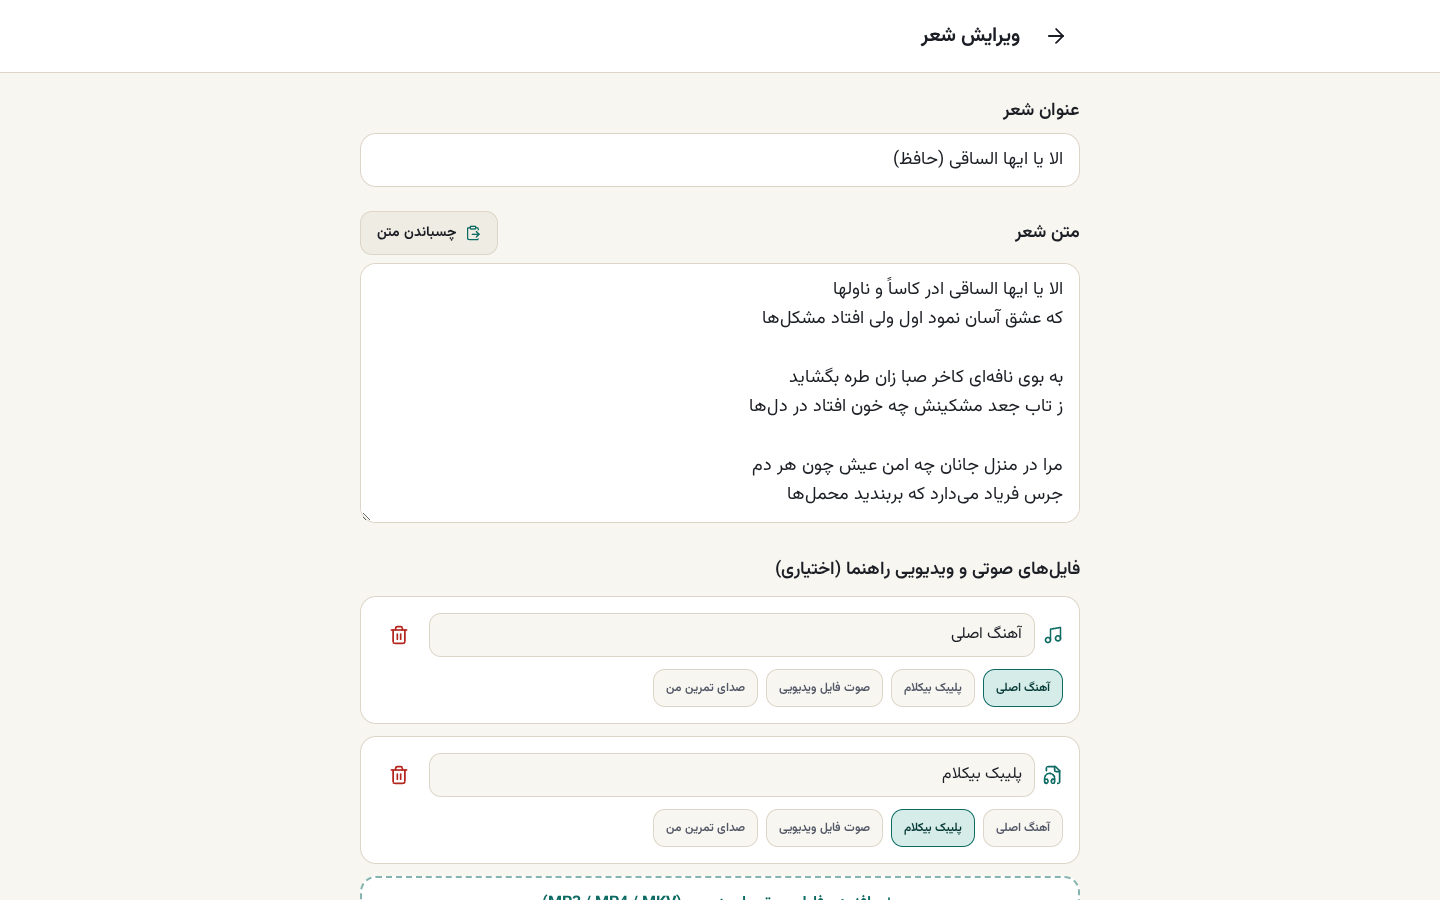 ویرایش شعر
عنوان شعر
الا یا ایها الساقی (حافظ)
متن شعر
چسباندن متن
الا یا ایها الساقی ادر کاساً و ناولها
که عشق آسان نمود اول ولی افتاد مشکل‌ها
به بوی نافه‌ای کاخر صبا زان طره بگشاید
ز تاب جعد مشکینش چه خون افتاد در دل‌ها
مرا در منزل جانان چه امن عیش چون هر دم
جرس فریاد می‌دارد که بربندید محمل‌ها
فایل‌های صوتی و ویدیویی راهنما (اختیاری)
آهنگ اصلی
آهنگ اصلی
پلیبک بیکلام
صوت فایل ویدیویی
صدای تمرین من
پلیبک بیکلام
آهنگ اصلی
پلیبک بیکلام
صوت فایل ویدیویی
صدای تمرین من
(MP3 / MP4 / MKV)